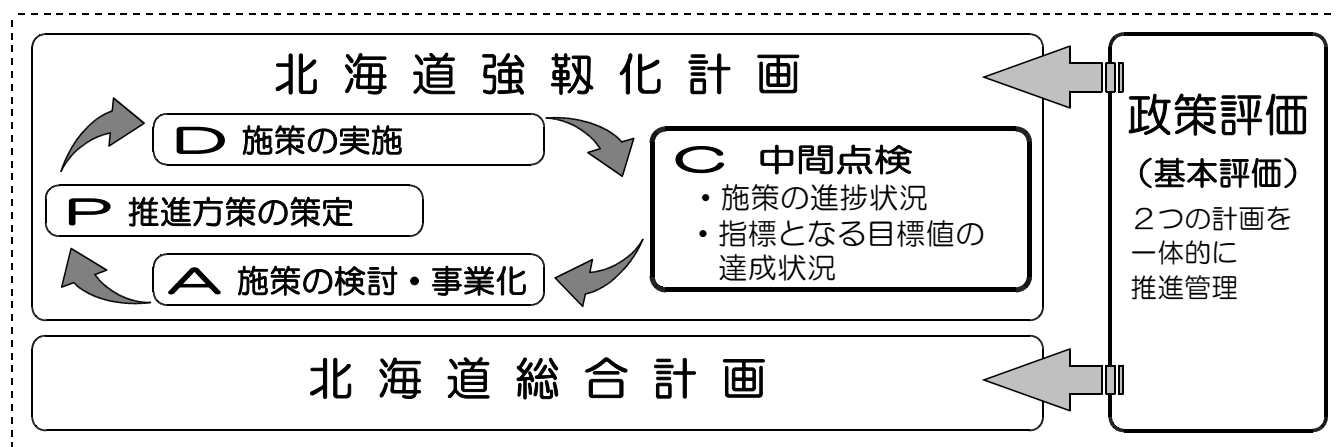 北海道強靱化計画
D 施策の実施
P 推進方策の策定
A 施策の検討・事業化
C 中間点検
・施策の進捗状況
・指標となる目標値の
達成状況
北海道総合計画
政策評価
（基本評価）
２つの計画を
一体的に
推進管理